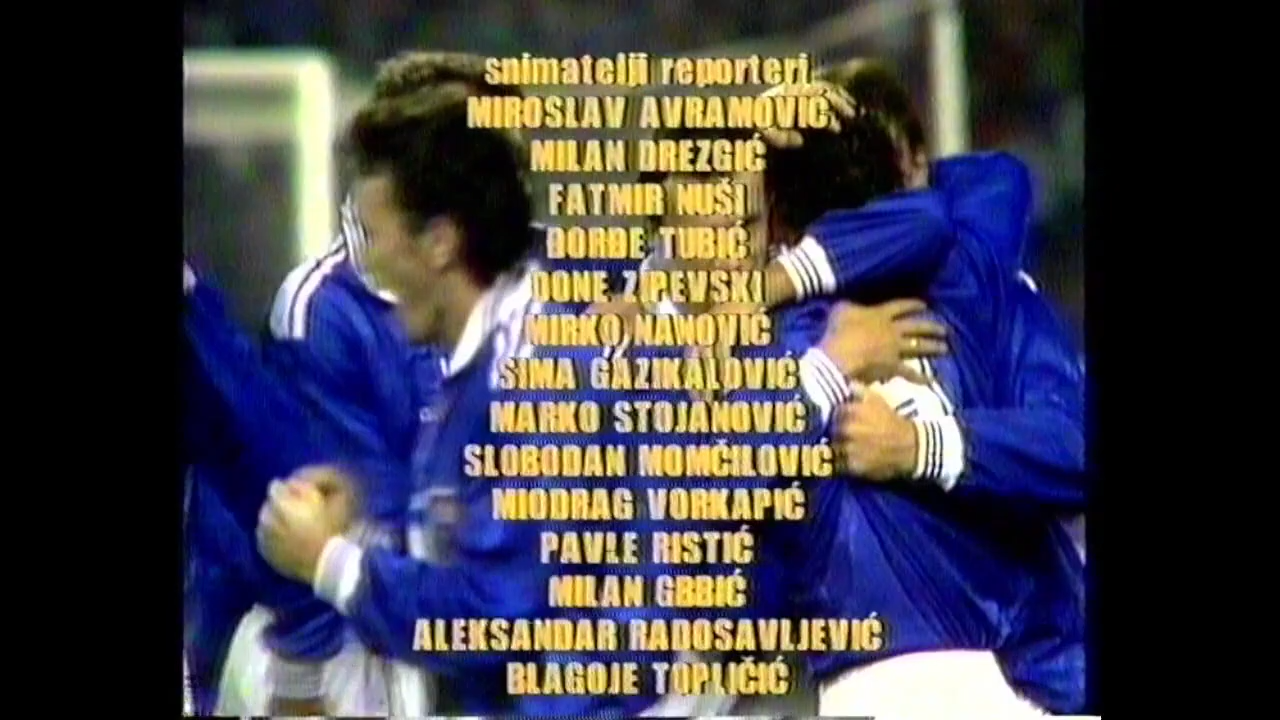 snimatelji reporteri
MIROSLAV AVRAMOVIĆ
MILAN DREZGIĆ
FATMIR NUŠI
ĐORĐE TUBIĆ
DONE ZIPEVSKI
MIRKO NANOVIĆ
SIMA GAZIKALOVIĆ
MARKO STOJANOVIĆ
SLOBODAN MOMČILOVIĆ
MIODRAG VORKAPIĆ
PAVLE RISTIĆ
MILAN
ALEKSANDAR RADOSAVLJEVIĆ
BLAGOJE TOPLIČIĆ